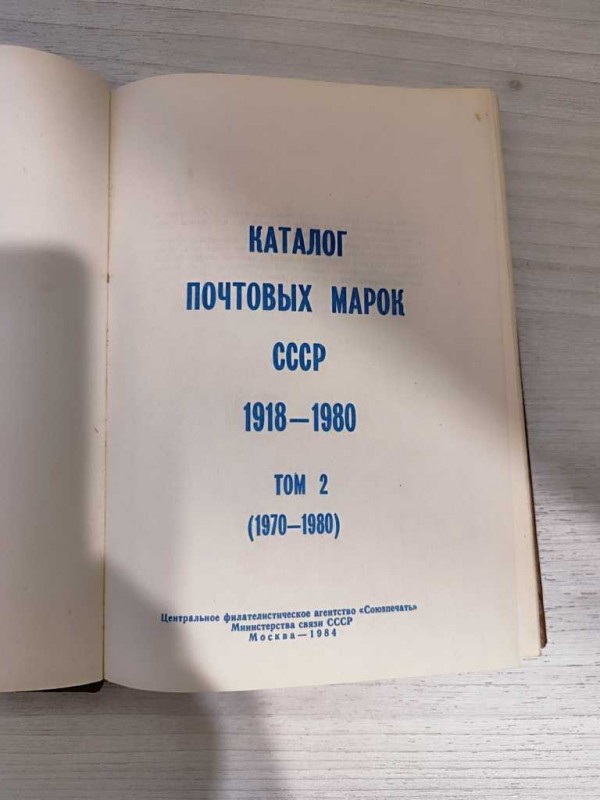 КАТАЛОГ
ПОЧТОВЫХ МАРОК
СССР
1918—1980
ТОМ 2
(1970—1980)
Центральное филателистическое агентство «Союзпечать»
Министерства связи СССР
Москва — 1984